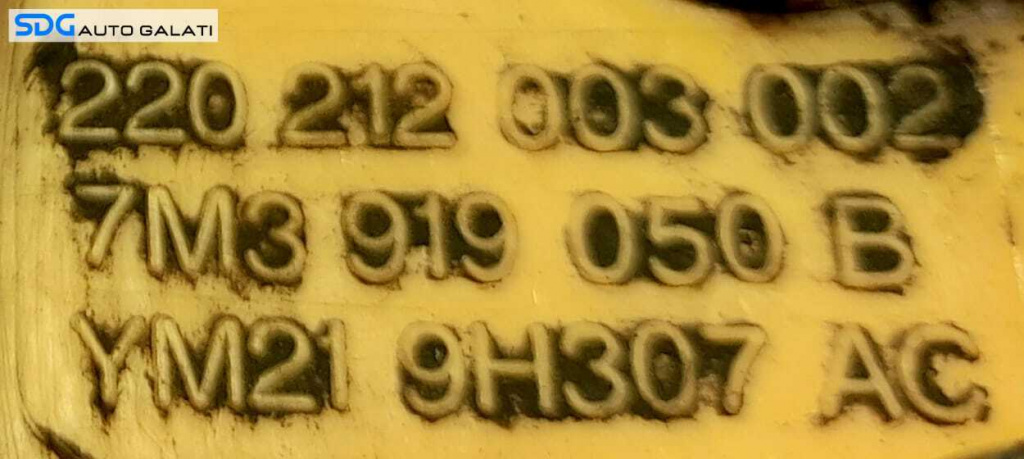 SDG AUTO GALATI
220 212 003 002
7M3 919 050 B
YM21 9H307 AC